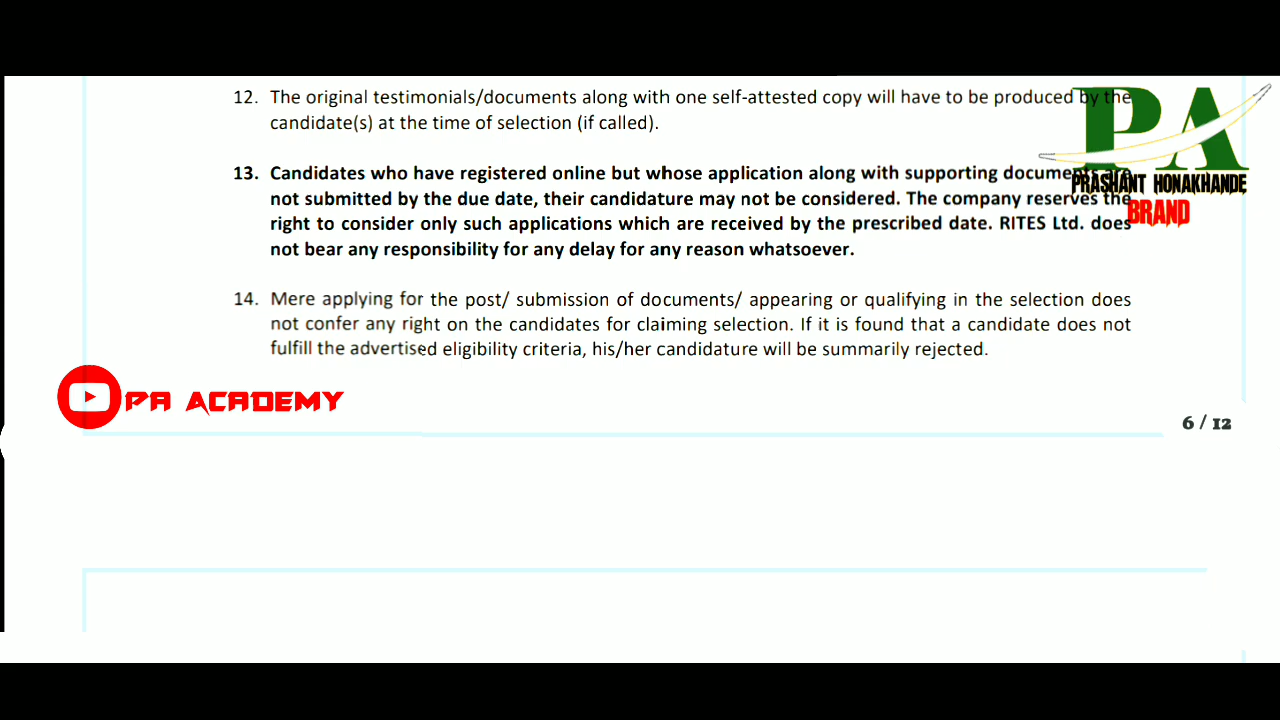 12. The original testimonials/documents along with one self-attested copy will have to be produced by the
candidate(s) at the time of selection (if called).
13. Candidates who have registered online but whose application along with supporting documents are
not submitted by the due date, their candidature may not be considered. The company reserves the
right to consider only such applications which are received by the prescribed date. RITES Ltd. does
not bear any responsibility for any delay for any reason whatsoever.
14. Mere applying for the post/ submission of documents/ appearing or qualifying in the selection does
not confer any right on the candidates for claiming selection. If it is found that a candidate does not
fulfill the advertised eligibility criteria, his/her candidature will be summarily rejected.
PA
PRASHANT HONAKHANDE
BRAND
PA ACADEMY
6 / 12